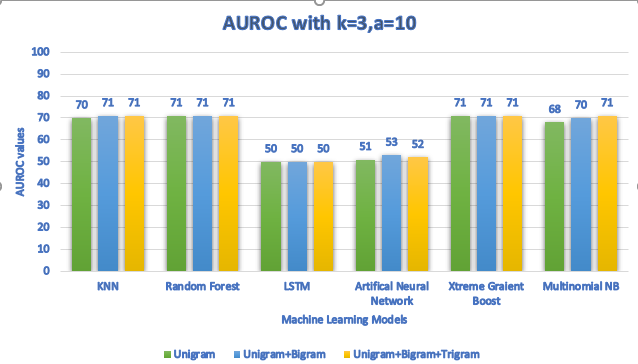 AUROC with k=3,a=10
100
90
80
70
60
50
40
30
20
10
0
AUROC values
70 71 71
71 71 71
50 50 50
51 53 52
71 71 71
68 70 71
KNN
Random Forest
LSTM
Artifical Neural
Network
Xtreme Graient
Boost
Multinomial NB
Machine Learning Models
Unigram Unigram+Bigram Unigram+Bigram+Trigram